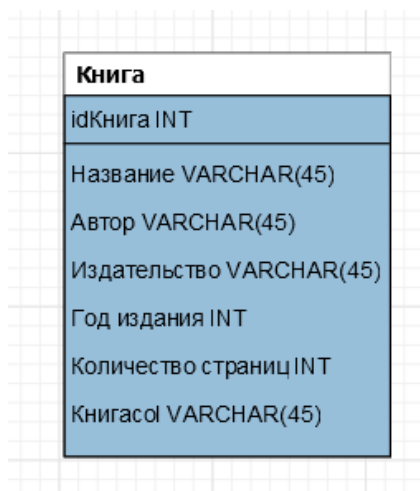 Книга
idКнига INT
Название VARCHAR(45)
Автор VARCHAR(45)
Издательство VARCHAR(45)
Год издания INT
Количество страниц INT
Книгаcol VARCHAR(45)